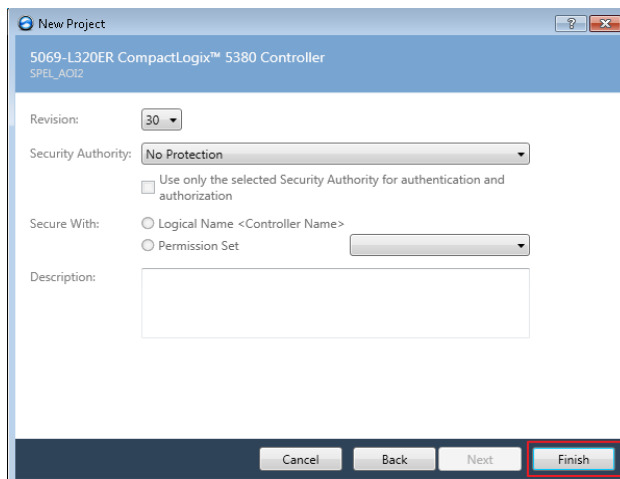 New Project
5069-L320ER CompactLogix™ 5380 Controller
SPEL_AOI2
Revision:
30
Security Authority:
No Protection
Use only the selected Security Authority for authentication and
authorization
Secure With:
Logical Name <Controller Name>
Permission Set
Description:
Cancel
Back
Next
Finish